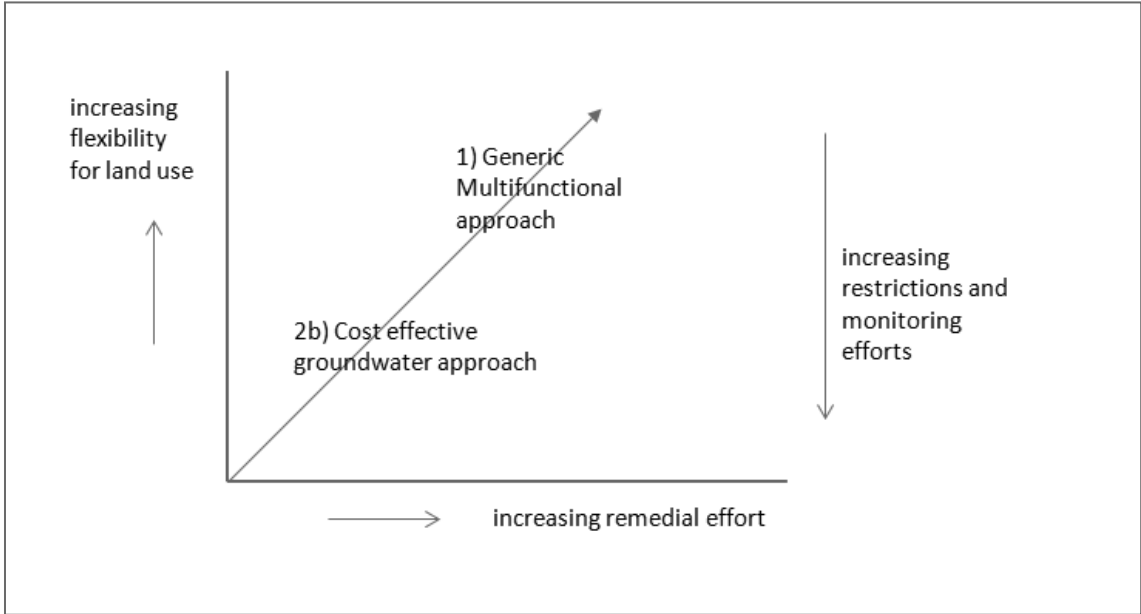 increasing
flexibility
for land use
1) Generic
Multifunctional
approach
increasing
restrictions and
monitoring
efforts
2b) Cost effective
groundwater approach
increasing remedial effort